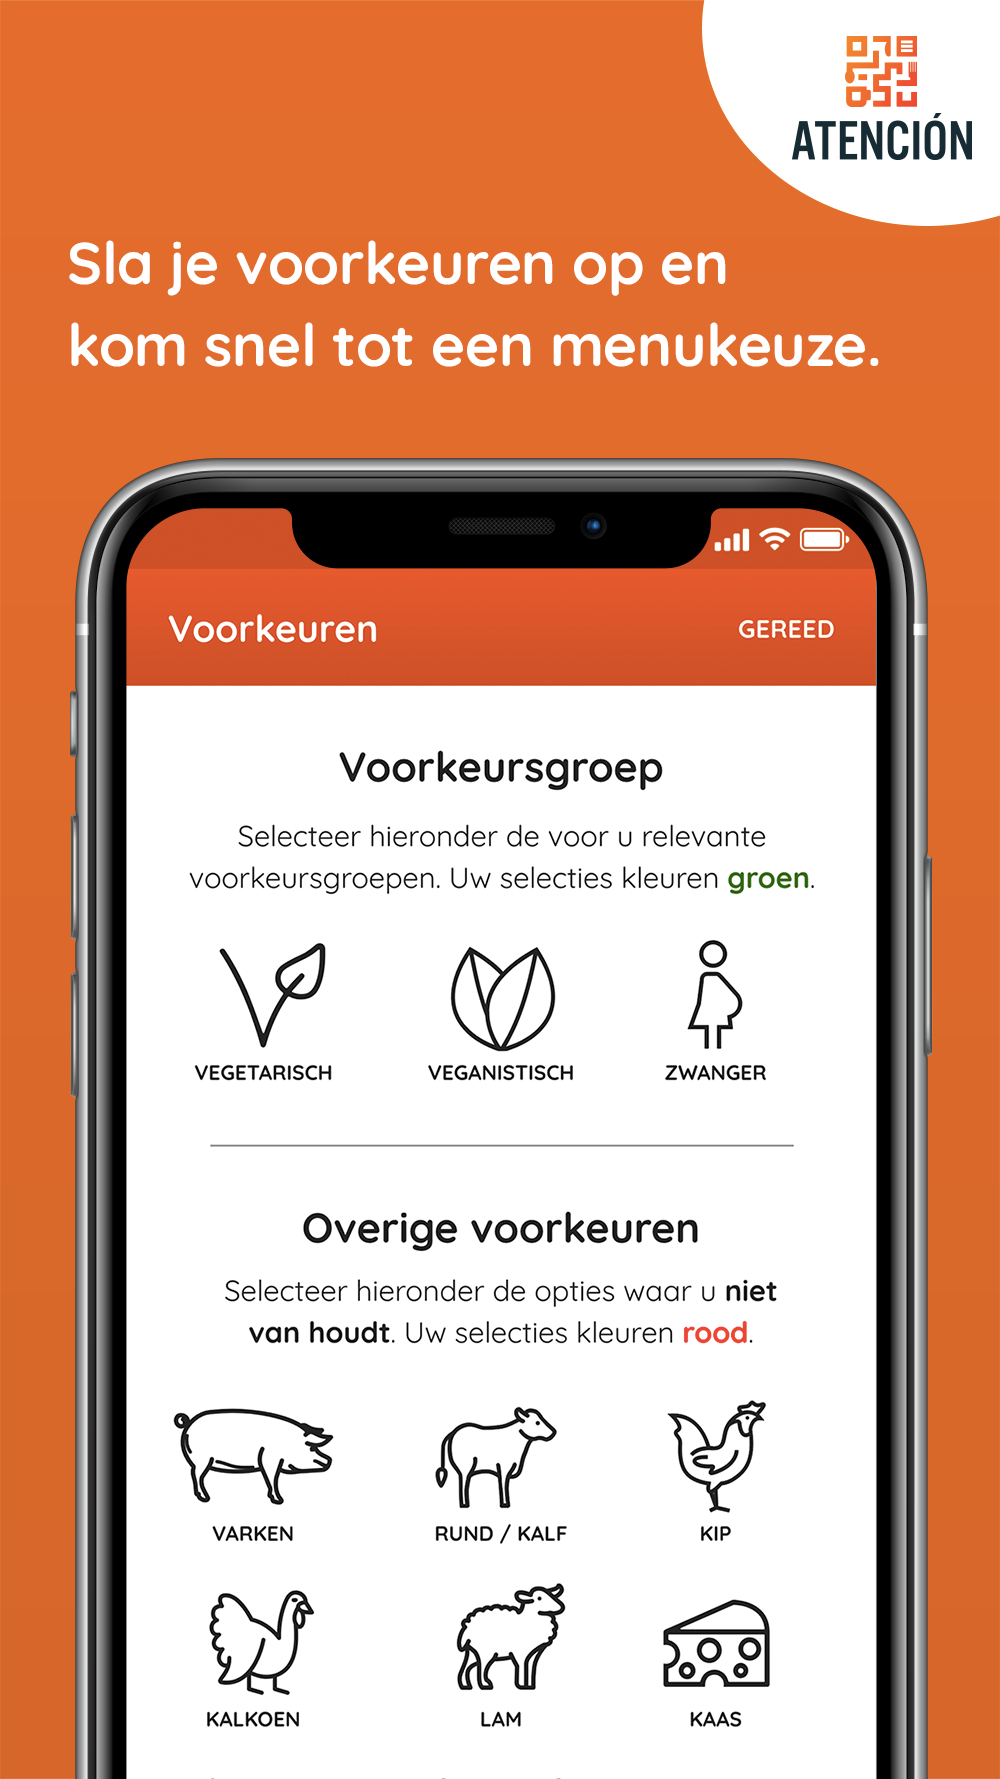 ATENCIÓN
Sla je voorkeuren op en
kom snel tot een menukeuze.
Voorkeuren
GEREED
Voorkeursgroep
Selecteer hieronder de voor u relevante
voorkeursgroepen. Uw selecties kleuren groen.
VEGETARISCH
VEGANISTISCH
ZWANGER
Overige voorkeuren
Selecteer hieronder de opties waar u niet
van houdt. Uw selecties kleuren rood.
VARKEN
RUND / KALF
KIP
KALKOEN
LAM
KAAS